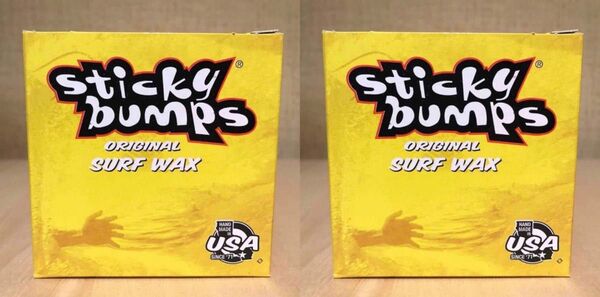 sticky
bumps
®
ORIGINAL
SURF WAX
HAND
MADE
IN
USA
SINCE '71
sticky
bumps
®
ORIGINAL
SURF WAX
HAND
MADE
IN
USA
SINCE '71